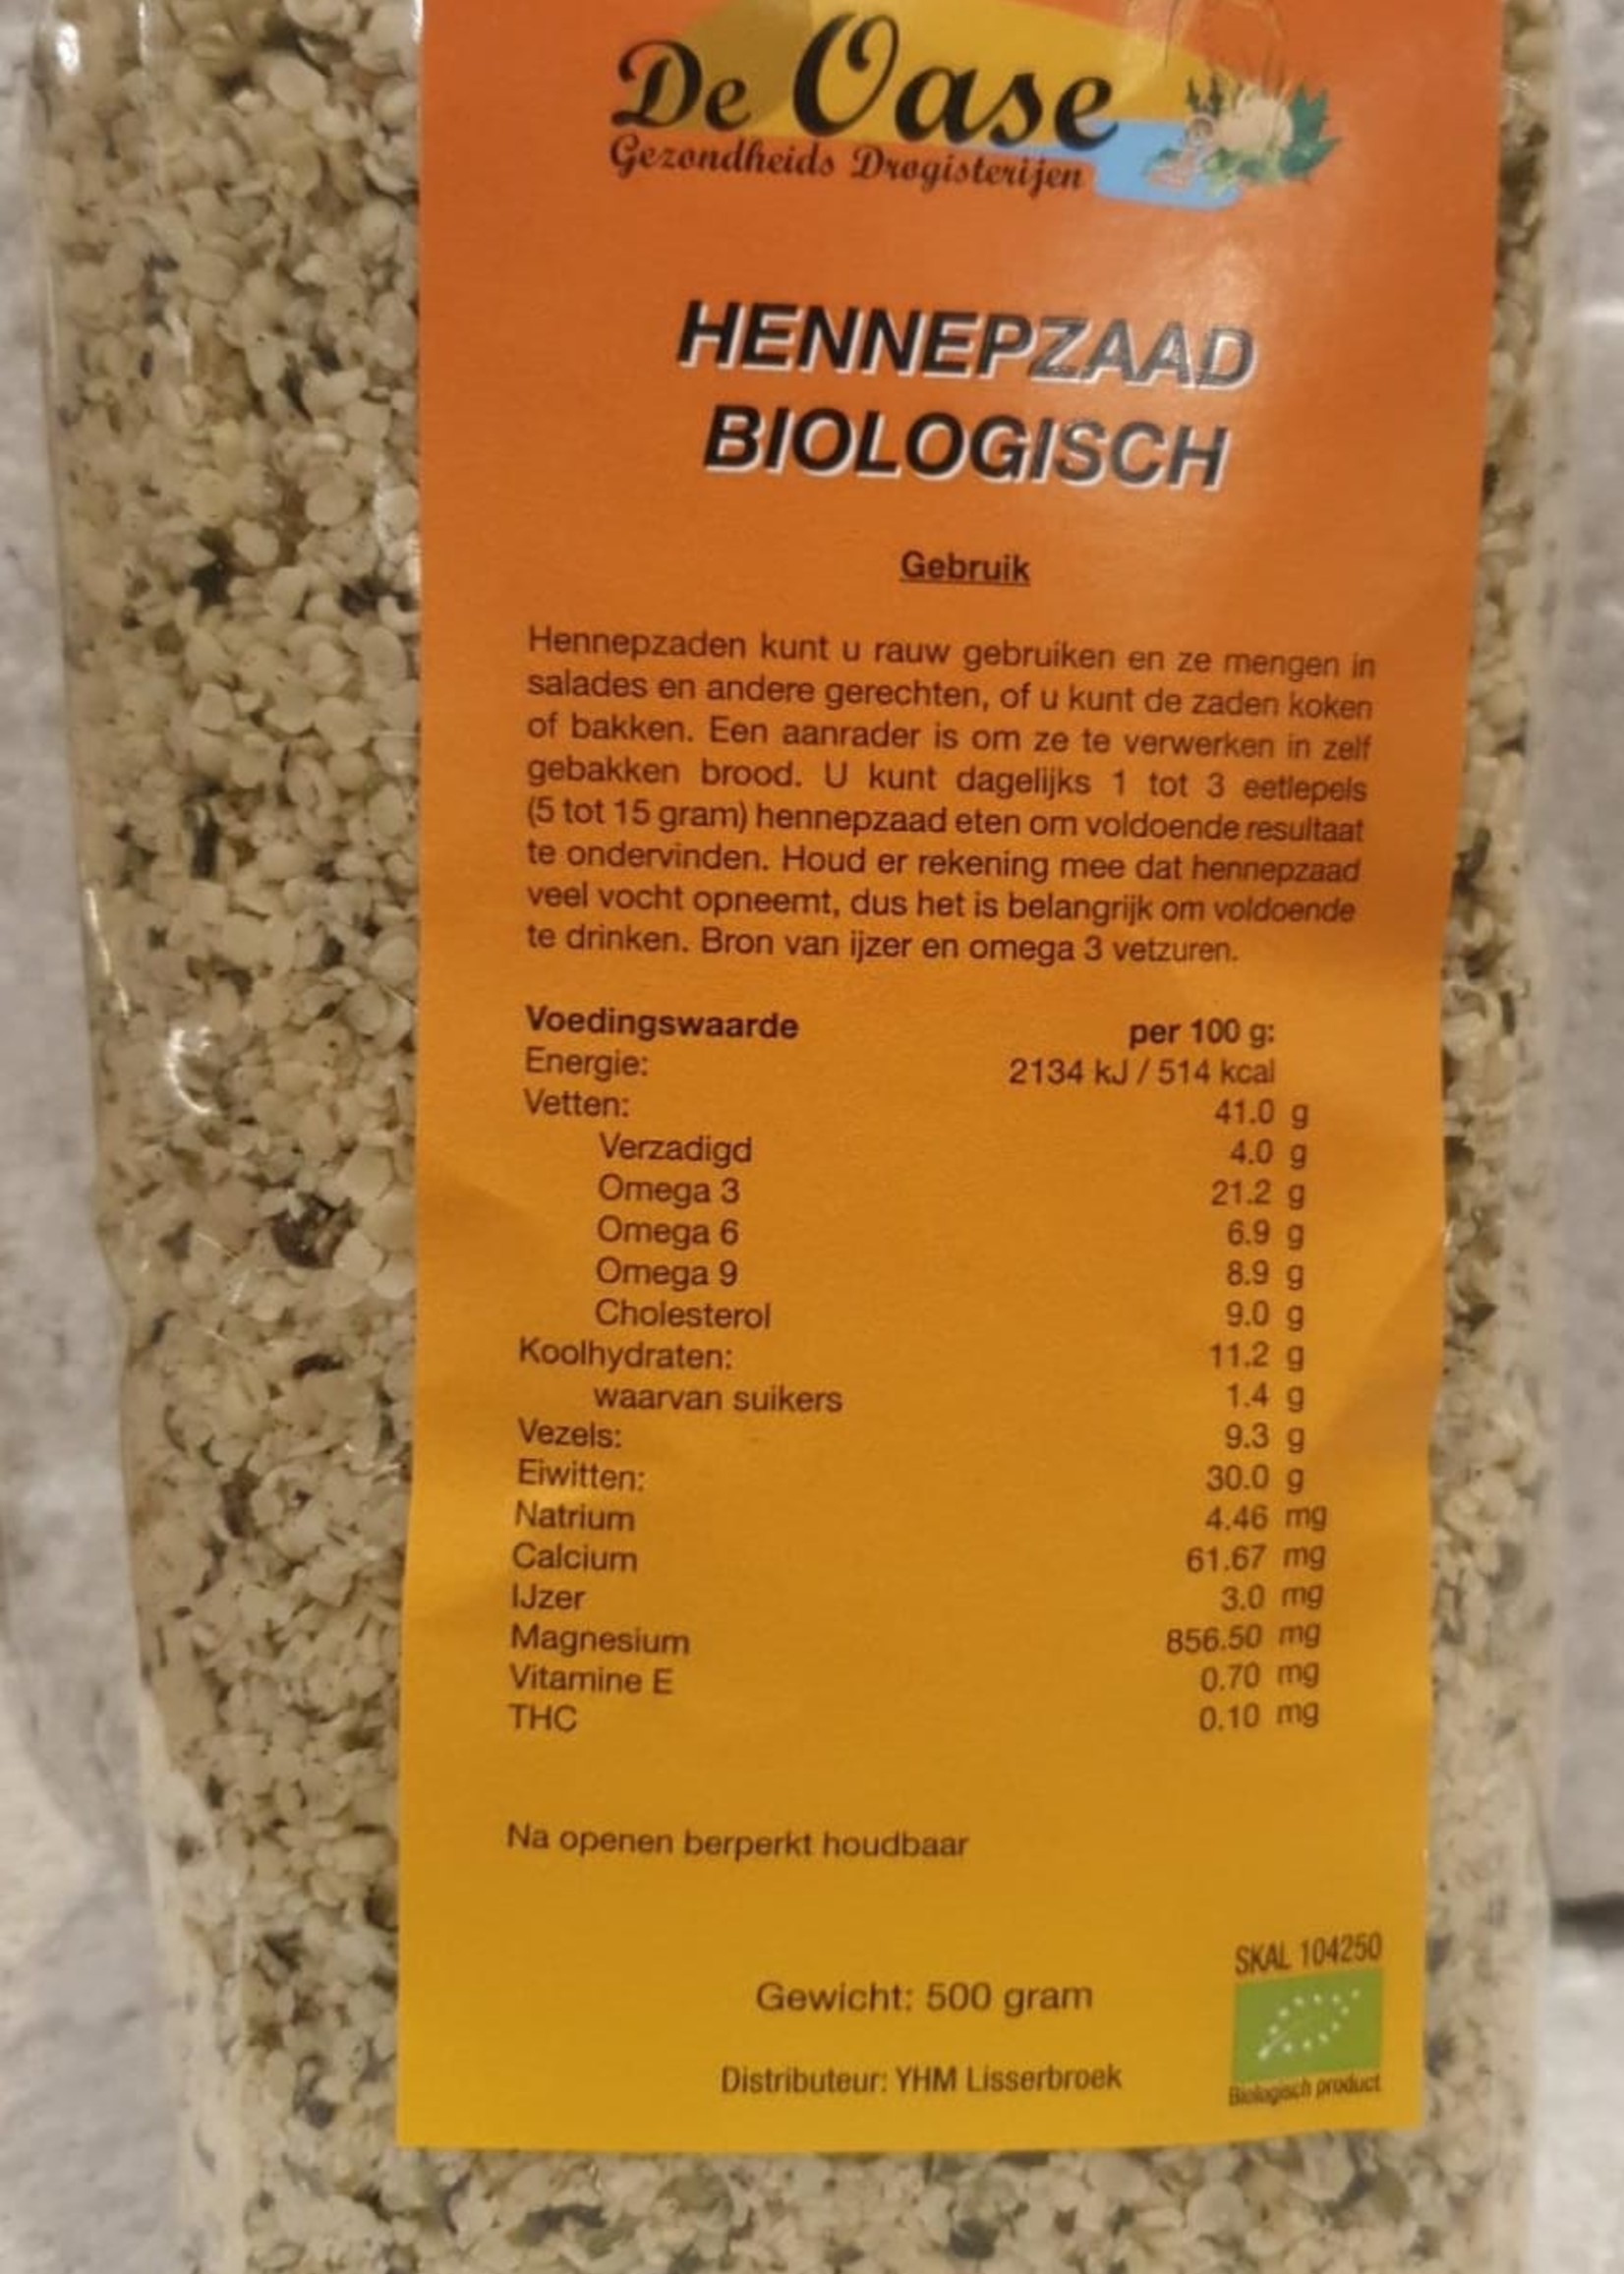 De Oase
Gezondheids Drogisterijen
HENNEPZAAD
BIOLOGISCH
Gebruik
Hennepzaden kunt u rauw gebruiken en ze mengen in
salades en andere gerechten, of u kunt de zaden koken
of bakken. Een aanrader is om ze te verwerken in zelf
gebakken brood. U kunt dagelijks 1 tot 3 eetlepels
(5 tot 15 gram) hennepzaad eten om voldoende resultaat
te ondervinden. Houd er rekening mee dat hennepzaad
veel vocht opneemt, dus het is belangrijk om voldoende
te drinken. Bron van ijzer en omega 3 vetzuren.
Voedingswaarde per 100 g:
Energie: 2134 kJ / 514 kcal
Vetten: 41.0 g
Verzadigd 4.0 g
Omega 3 21.2 g
Omega 6 6.9 g
Omega 9 8.9 g
Cholesterol 9.0 g
Koolhydraten: 11.2 g
waarvan suikers 1.4 g
Vezels: 9.3 g
Eiwitten: 30.0 g
Natrium 4.46 mg
Calcium 61.67 mg
IJzer 3.0 mg
Magnesium 856.50 mg
Vitamine E 0.70 mg
THC 0.10 mg
Na openen berperkt houdbaar
SKAL 104250
Gewicht: 500 gram
Distributeur: YHM Lisserbroek
Biologisch product